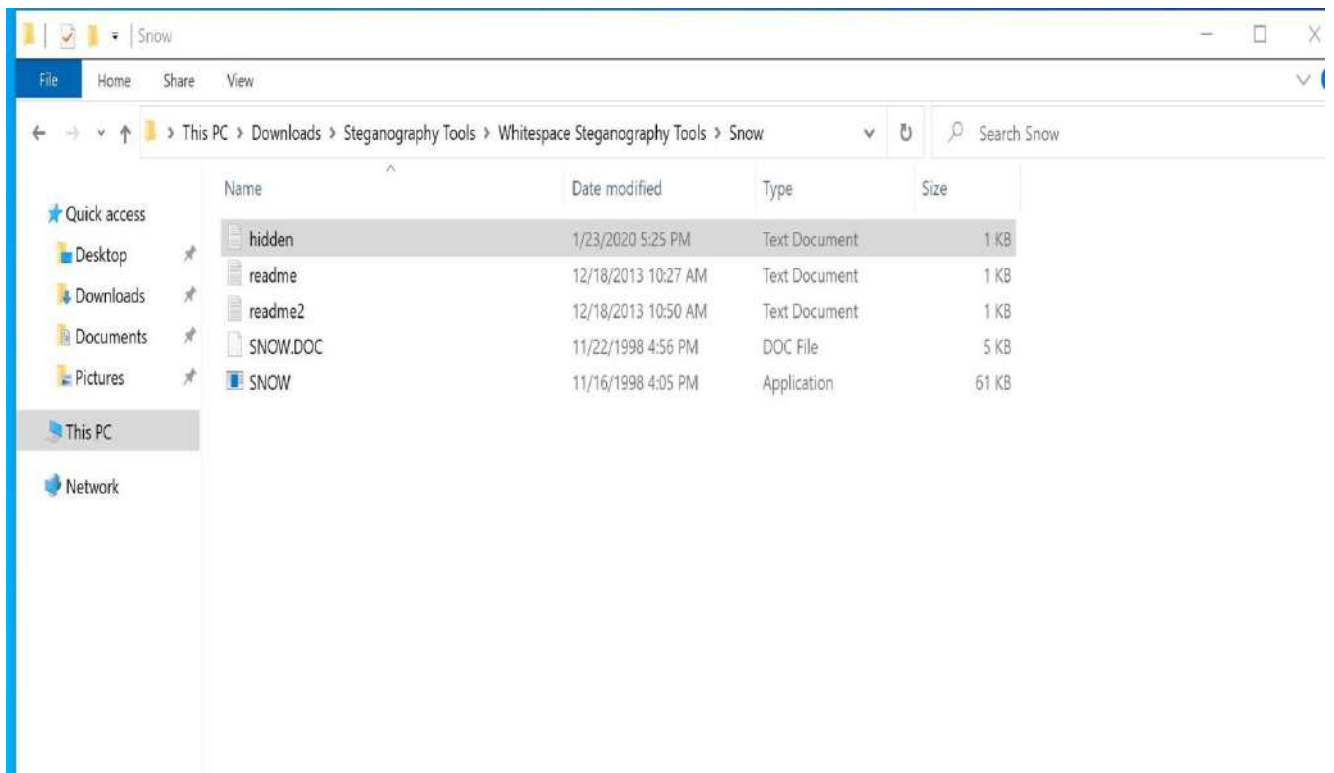 Snow
File Home Share View
This PC > Downloads > Steganography Tools > Whitespace Steganography Tools > Snow Search Snow
Name Date modified Type Size
Quick access
Desktop
Downloads
Documents
Pictures
This PC
Network
hidden 1/23/2020 5:25 PM Text Document 1 KB
readme 12/18/2013 10:27 AM Text Document 1 KB
readme2 12/18/2013 10:50 AM Text Document 1 KB
SNOW.DOC 11/22/1998 4:56 PM DOC File 5 KB
SNOW 11/16/1998 4:05 PM Application 61 KB